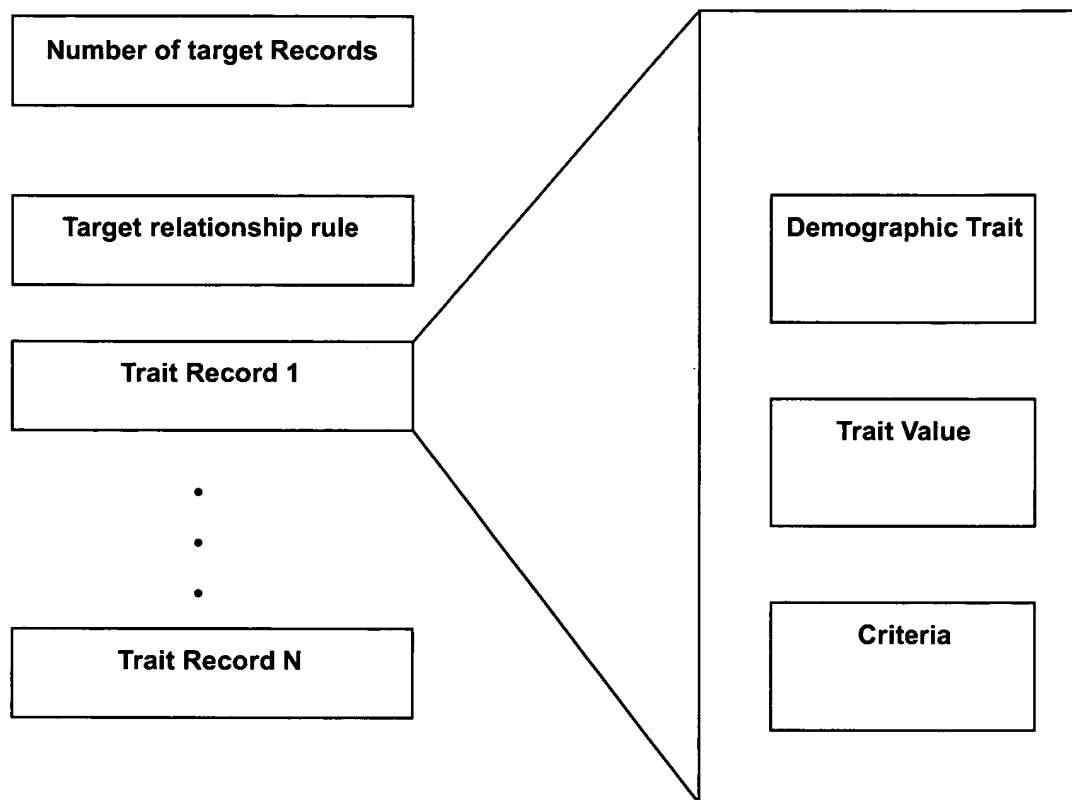 Number of target Records
Target relationship rule
Trait Record 1
Trait Record N
Demographic Trait
Trait Value
Criteria